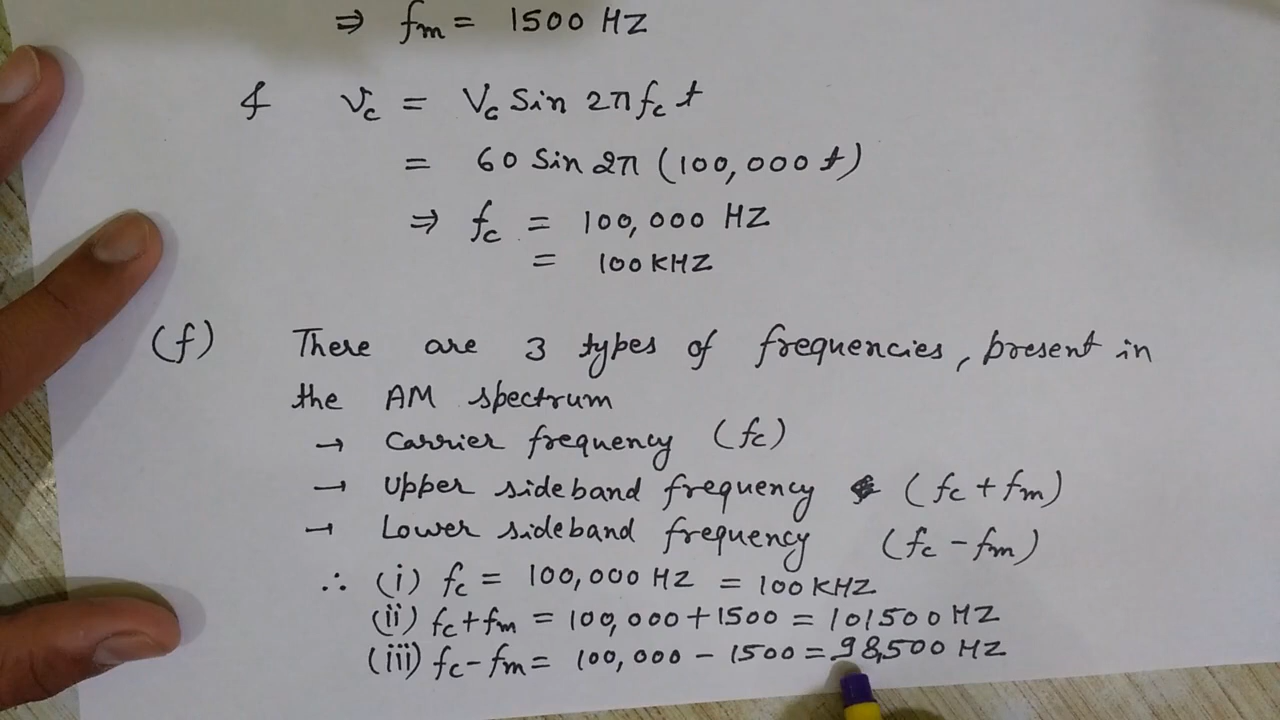 ⇒ fm = 1500 HZ
& Vc = Vc Sin 2π fc t
= 60 Sin 2π (100,000 t)
⇒ fc = 100,000 HZ
= 100 KHZ
(f) There are 3 types of frequencies, present in
the AM spectrum
→ Carrier frequency (fc)
→ Upper sideband frequency (fc + fm)
→ Lower sideband frequency (fc - fm)
∴ (i) fc = 100,000 HZ = 100 KHZ
(ii) fc + fm = 100,000 + 1500 = 101500 HZ
(iii) fc - fm = 100,000 - 1500 = 98,500 HZ